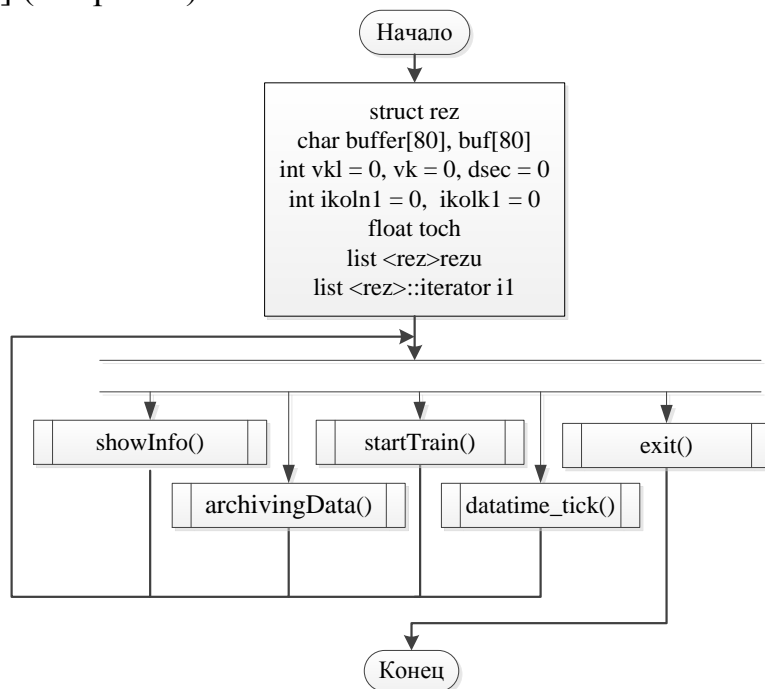 Начало
struct rez
char buffer[80], buf[80]
int vkl = 0, vk = 0, dsec = 0
int ikoln1 = 0, ikolk1 = 0
float toch
list <rez>rezu
list <rez>::iterator i1
showInfo()
startTrain()
exit()
archivingData()
datatime_tick()
Конец